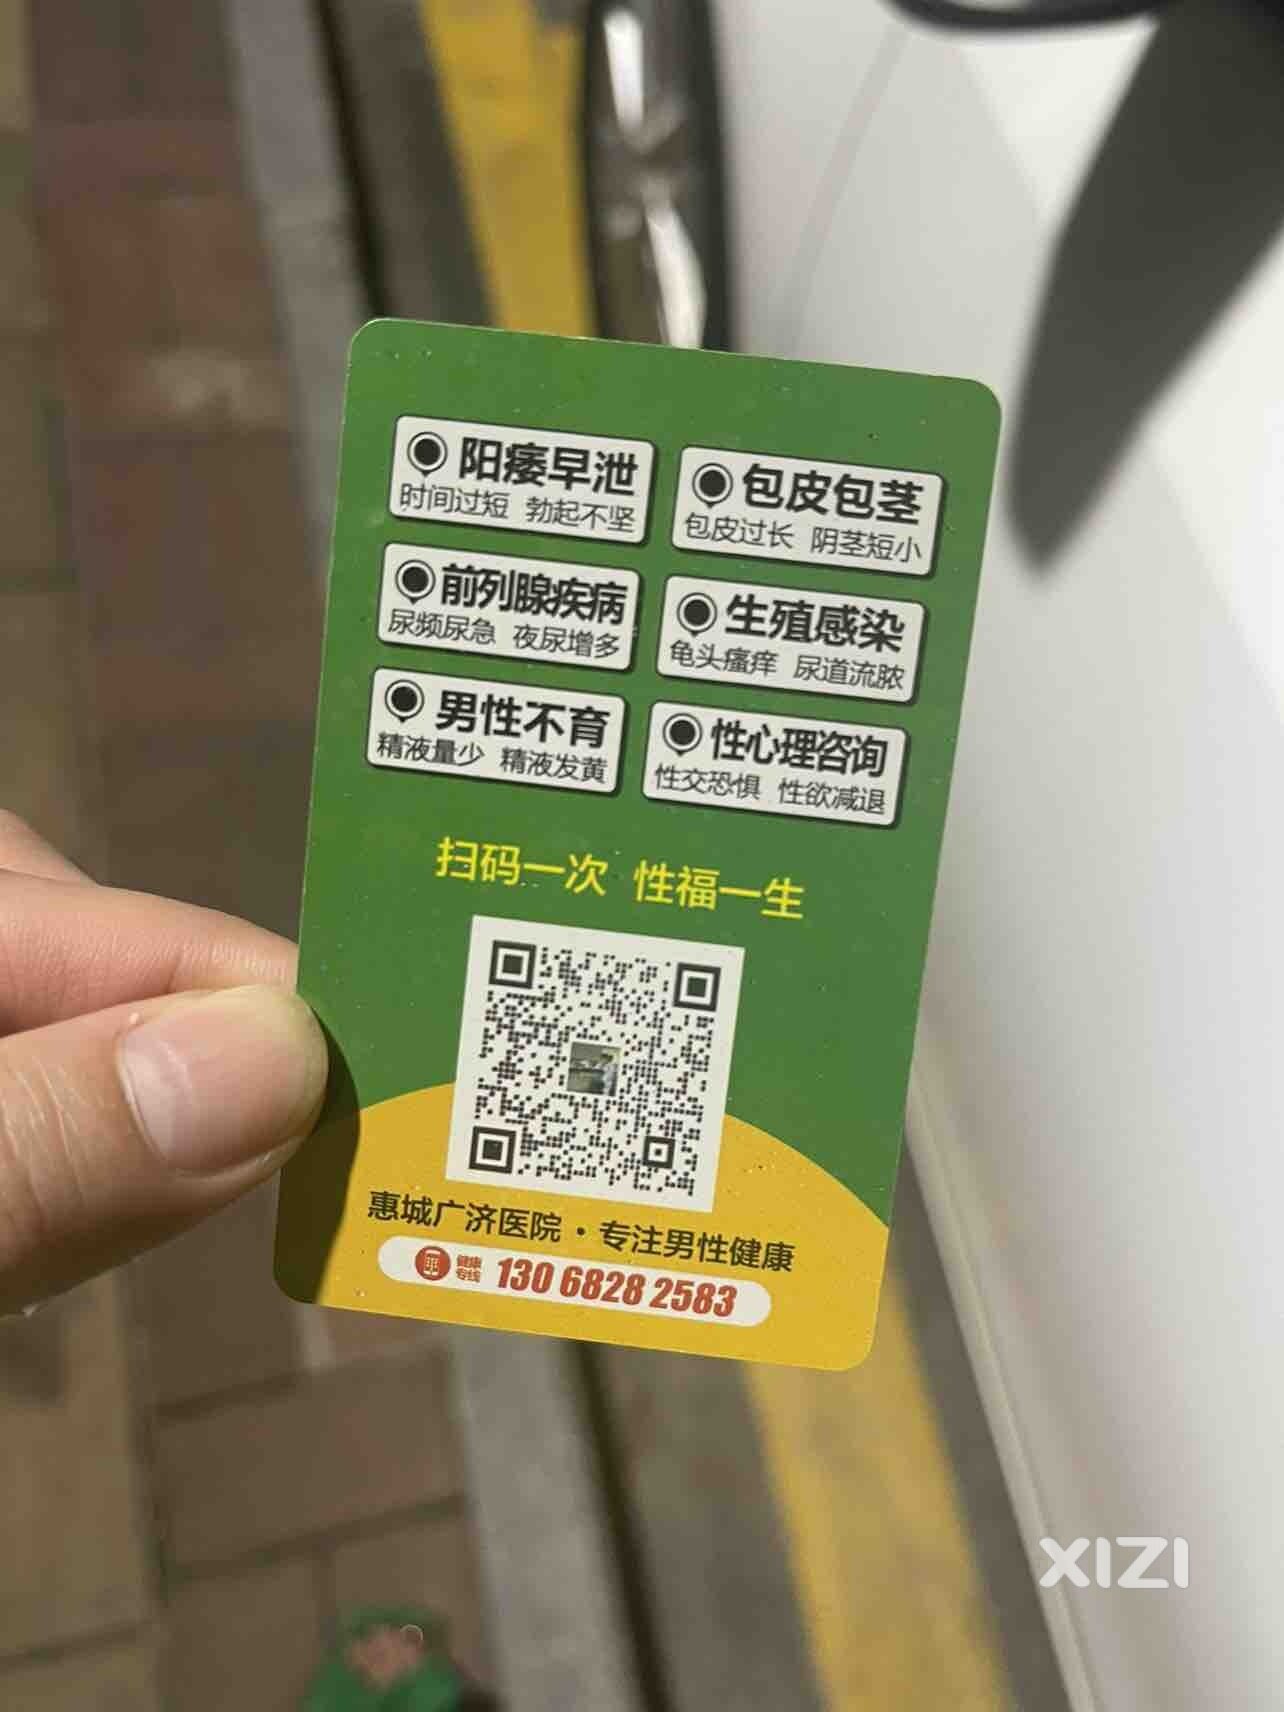 阳痿早泄
时间过短 勃起不坚
包皮包茎
包皮过长 阴茎短小
前列腺疾病
尿频尿急 夜尿增多
生殖感染
龟头瘙痒 尿道流脓
男性不育
精液量少 精液发黄
性心理咨询
性交恐惧 性欲减退
扫码一次 性福一生
惠城广济医院·专注男性健康
健康
专线
130 6828 2583
XIZI